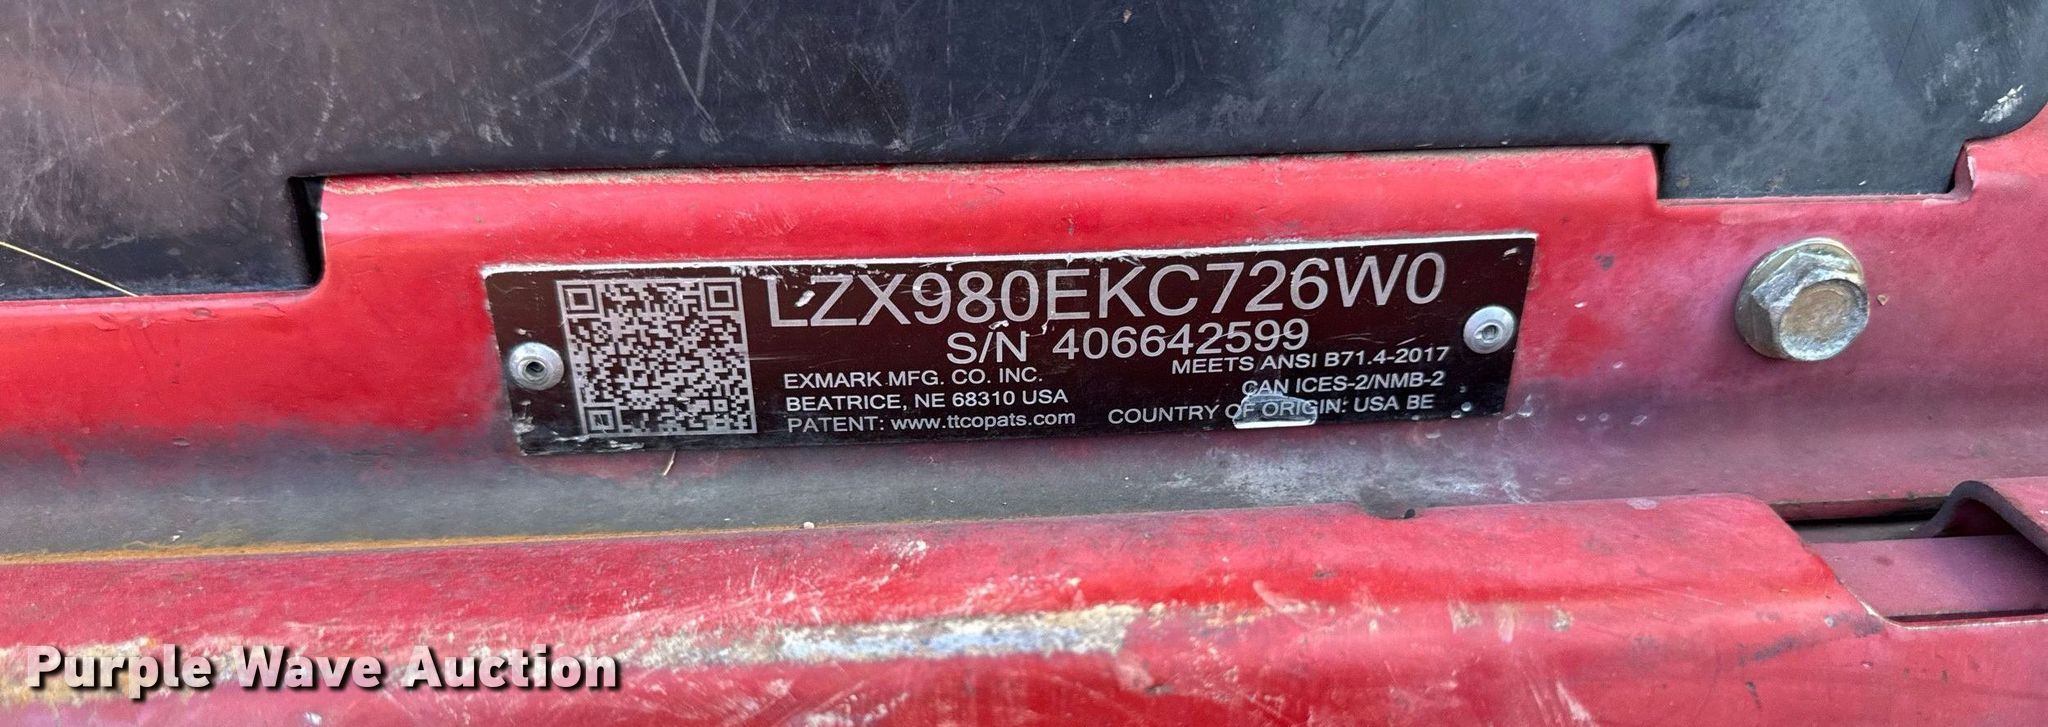 LZX980EKC726W0
S/N 406642599
MEETS ANSI B71.4-2017
EXMARK MFG. CO. INC.
CAN ICES-2/NMB-2
BEATRICE, NE 68310 USA
COUNTRY OF ORIGIN: USA BE
PATENT: www.ttcopats.com
Purple Wave Auction